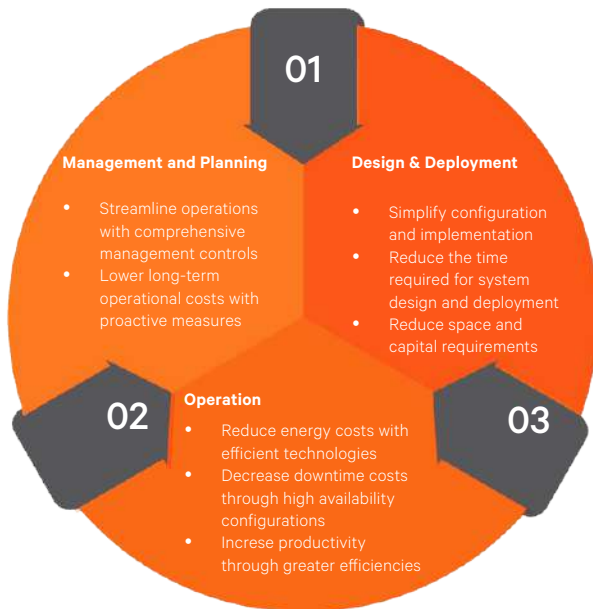 01
Management and Planning
• Streamline operations
with comprehensive
management controls
• Lower long-term
operational costs with
proactive measures
Design & Deployment
• Simplify configuration
and implementation
• Reduce the time
required for system
design and deployment
• Reduce space and
capital requirements
02
Operation
• Reduce energy costs with
efficient technologies
• Decrease downtime costs
through high availability
configurations
• Increse productivity
through greater efficiencies
03